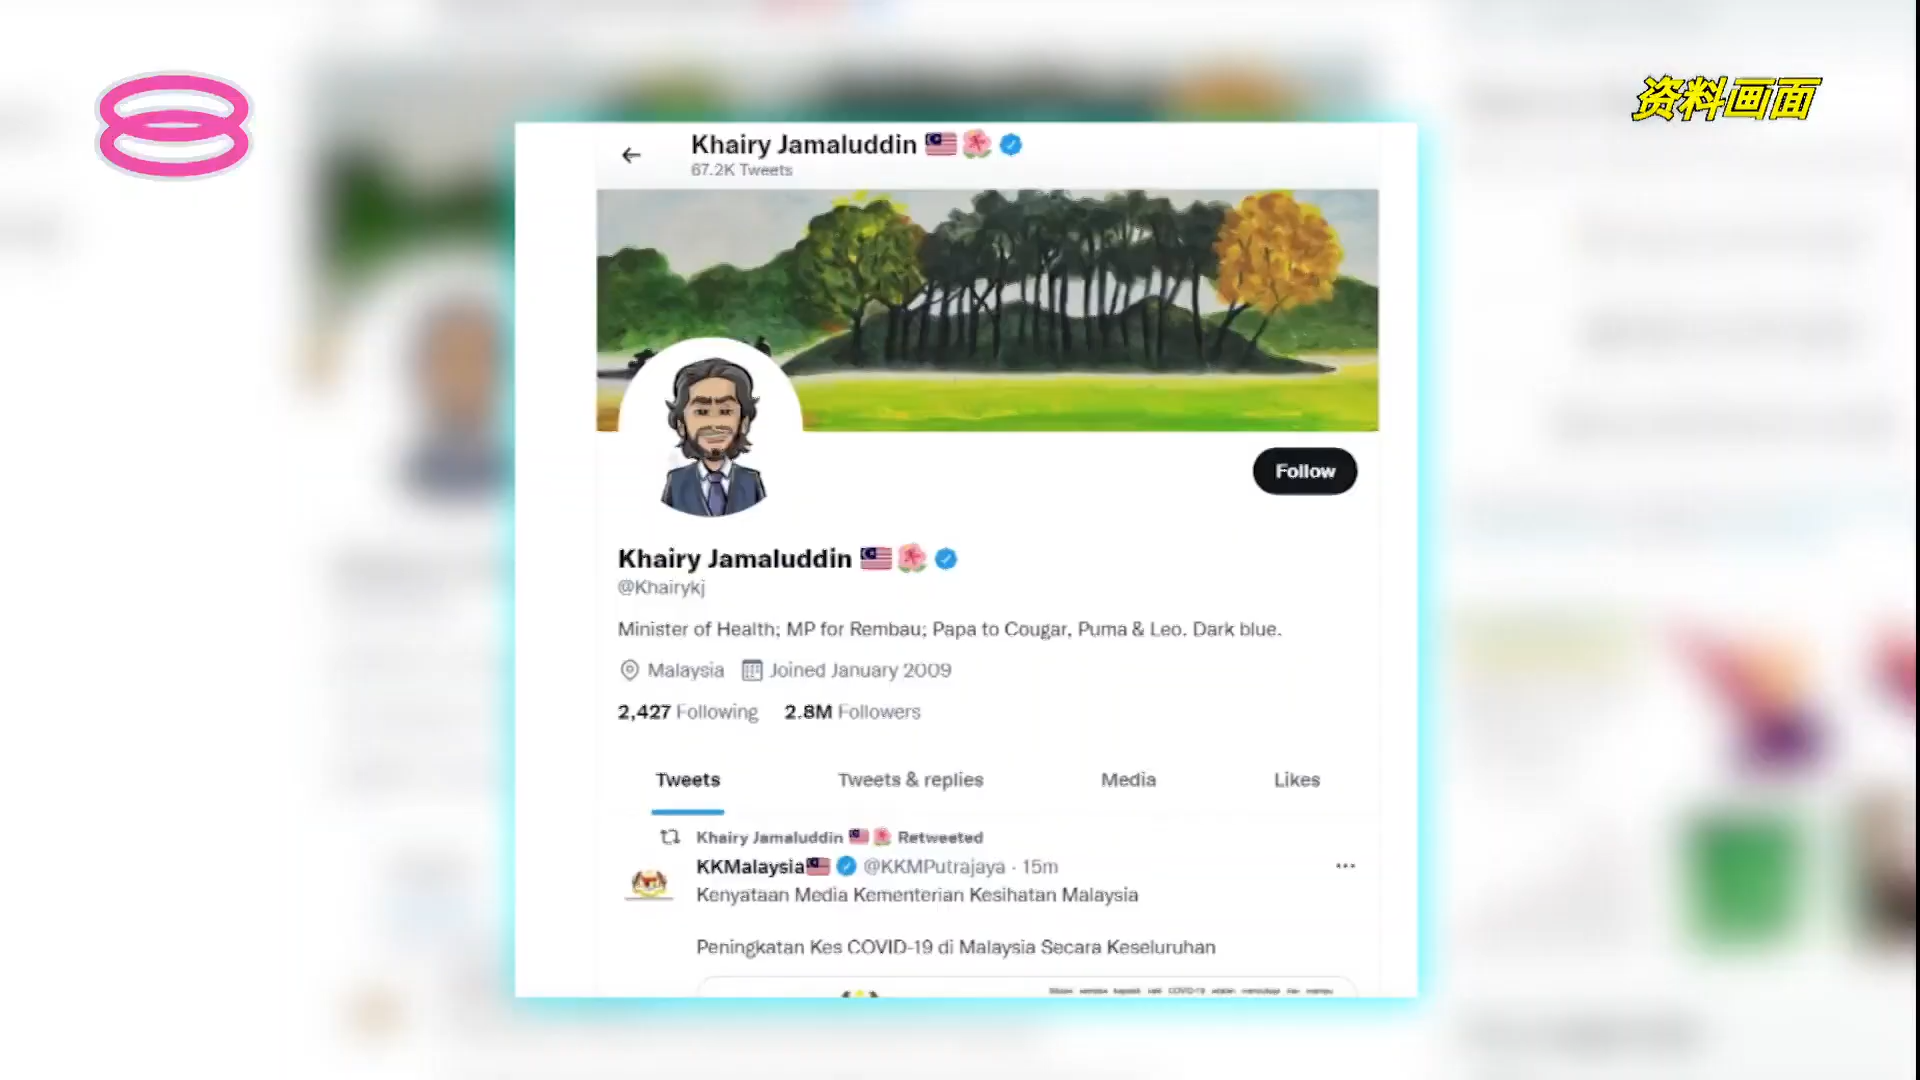 资料画面
Khairy Jamaluddin
67.2K Tweets
Follow
Khairy Jamaluddin
@Khairykj
Minister of Health; MP for Rembau; Papa to Cougar, Puma & Leo. Dark blue.
Malaysia Joined January 2009
2,427 Following 2.8M Followers
Tweets Tweets & replies Media Likes
Khairy Jamaluddin Retweeted
KKMalaysia @KKMPutrajaya · 15m
Kenyataan Media Kementerian Kesihatan Malaysia
Peningkatan Kes COVID-19 di Malaysia Secara Keseluruhan